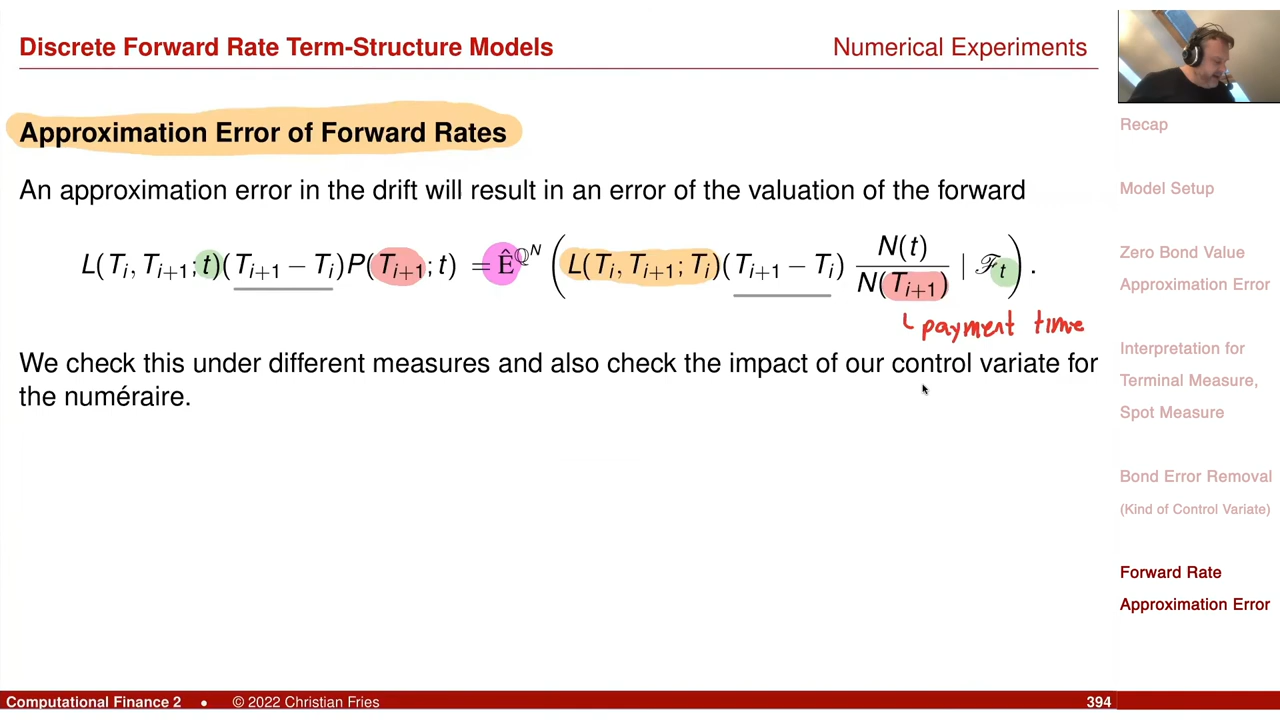 Discrete Forward Rate Term-Structure Models
Numerical Experiments
Approximation Error of Forward Rates
An approximation error in the drift will result in an error of the valuation of the forward
L(Tᵢ, Tᵢ₊₁; t)(Tᵢ₊₁ − Tᵢ)P(Tᵢ₊₁; t) = Ê^{ℚ^N} ( L(Tᵢ, Tᵢ₊₁; Tᵢ)(Tᵢ₊₁ − Tᵢ) N(t)/N(Tᵢ₊₁) | ℱₜ ).
payment time
We check this under different measures and also check the impact of our control variate for
the numéraire.
Recap
Model Setup
Zero Bond Value
Approximation Error
Interpretation for
Terminal Measure,
Spot Measure
Bond Error Removal
(Kind of Control Variate)
Forward Rate
Approximation Error
Computational Finance 2 • © 2022 Christian Fries
394